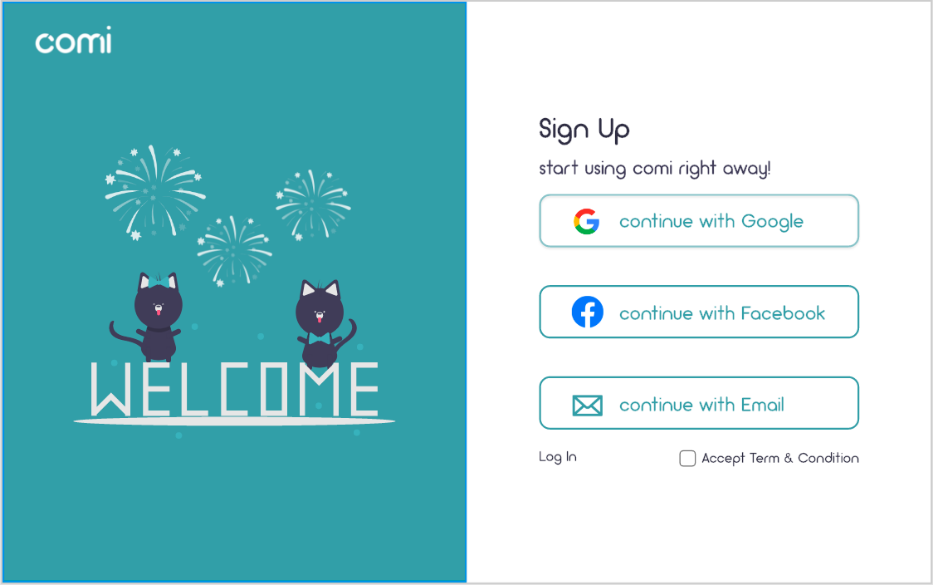 comi
WELCOME
Sign Up
start using comi right away!
continue with Google
continue with Facebook
continue with Email
Log In
Accept Term & Condition